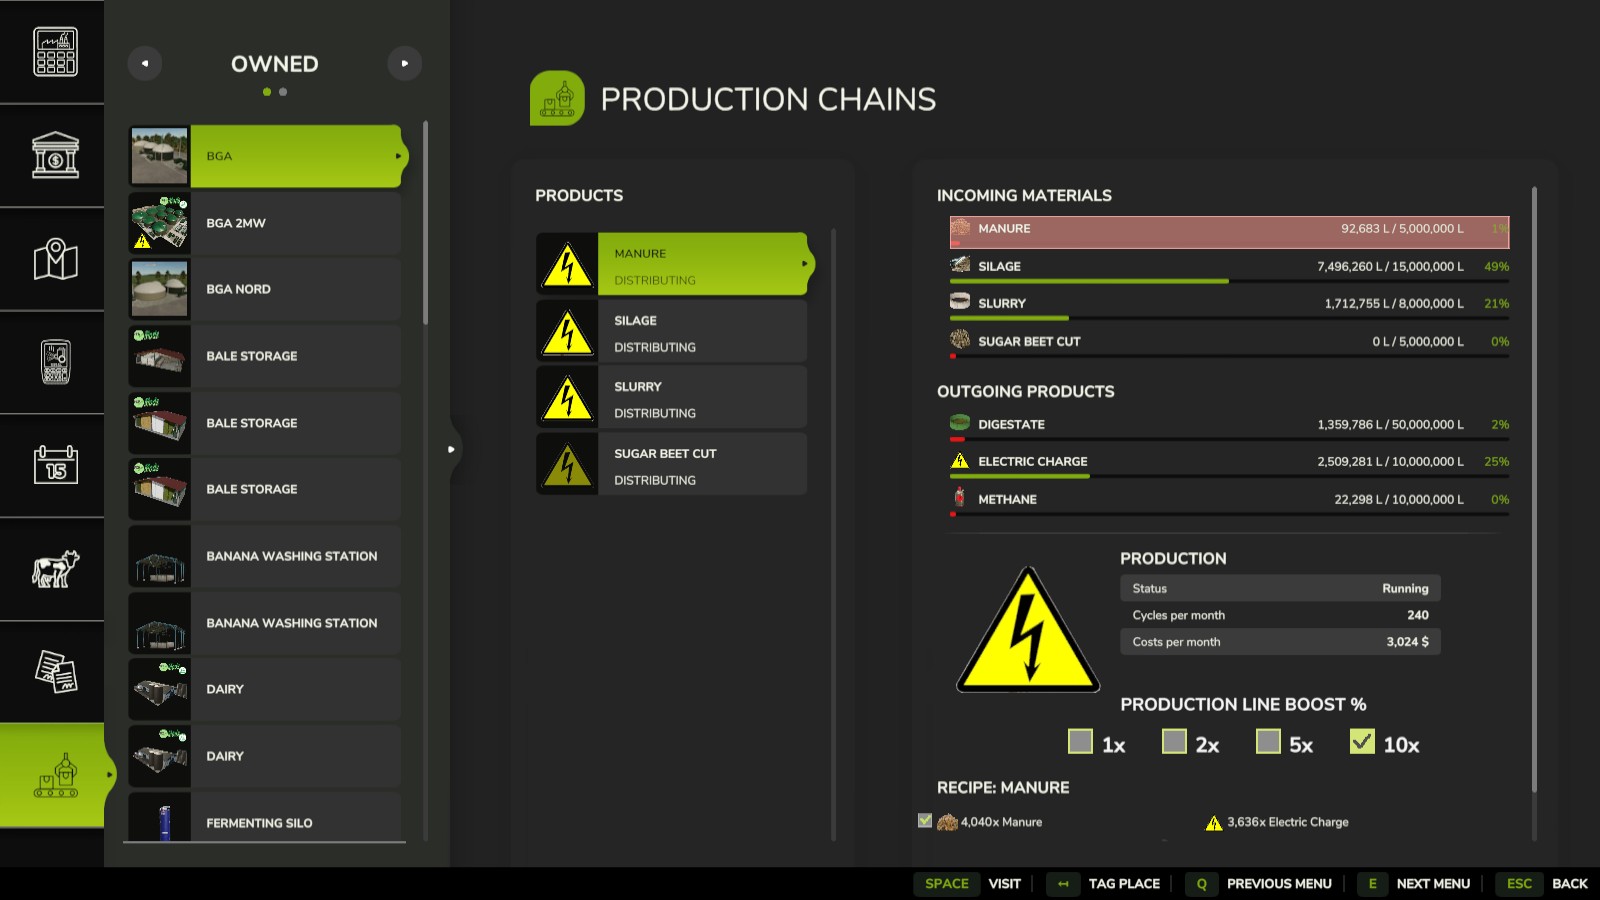 OWNED
BGA
BGA 2MW
BGA NORD
BALE STORAGE
BALE STORAGE
BALE STORAGE
BANANA WASHING STATION
BANANA WASHING STATION
DAIRY
DAIRY
FERMENTING SILO
15
PRODUCTION CHAINS
PRODUCTS
MANURE
DISTRIBUTING
SILAGE
DISTRIBUTING
SLURRY
DISTRIBUTING
SUGAR BEET CUT
DISTRIBUTING
INCOMING MATERIALS
MANURE 92,683 L / 5,000,000 L 1%
SILAGE 7,496,260 L / 15,000,000 L 49%
SLURRY 1,712,755 L / 8,000,000 L 21%
SUGAR BEET CUT 0 L / 5,000,000 L 0%
OUTGOING PRODUCTS
DIGESTATE 1,359,786 L / 50,000,000 L 2%
ELECTRIC CHARGE 2,509,281 L / 10,000,000 L 25%
METHANE 22,298 L / 10,000,000 L 0%
PRODUCTION
Status Running
Cycles per month 240
Costs per month 3,024 $
PRODUCTION LINE BOOST %
1x 2x 5x 10x
RECIPE: MANURE
4,040x Manure 3,636x Electric Charge
SPACE VISIT TAG PLACE Q PREVIOUS MENU E NEXT MENU ESC BACK